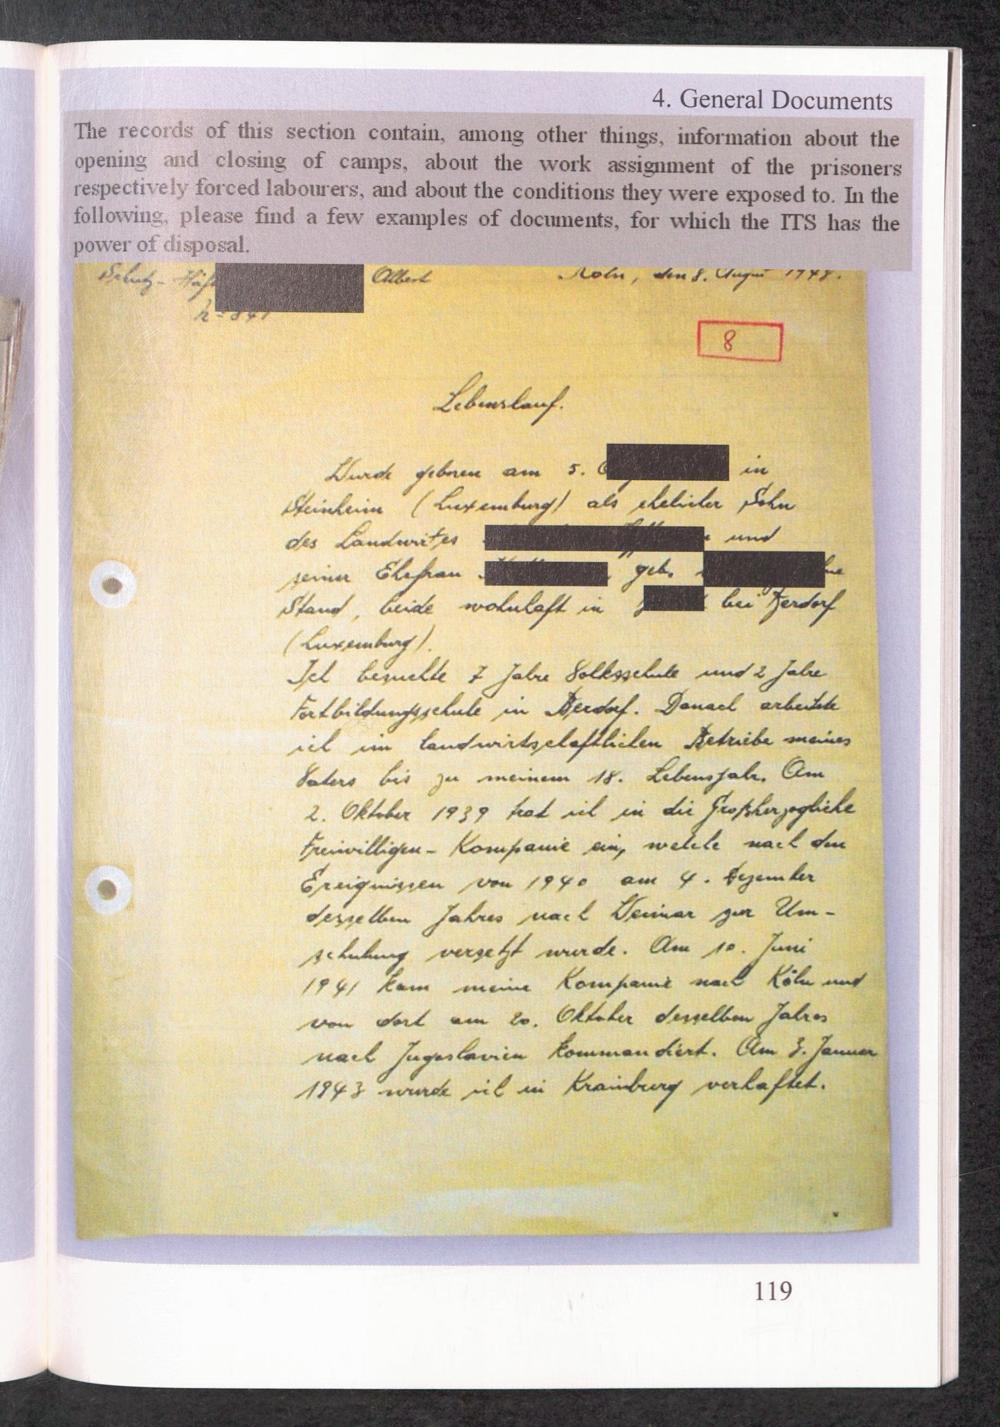 4. General Documents
The records of this section contain, among other things, information about the
opening and closing of camps, about the work assignment of the prisoners
respectively forced labourers, and about the conditions they were exposed to. In the
following, please find a few examples of documents, for which the ITS has the
power of disposal.
Schutz-Albert Köln, den 8. August 1948.
8
Lebenslauf.
Wurde geboren am 5. in
Steinheim (Luxemburg) als ehelicher Sohn
des Landwirtes und
seiner Ehefrau geb.
Stand, beide wohnhaft in bei Berdorf
(Luxemburg).
Ich besuchte 7 Jahre Volksschule und 2 Jahre
Fortbildungsschule in Berdorf. Danach arbeitete
ich im landwirtschaftlichen Betriebe meines
Vaters bis zu meinem 18. Lebensjahr. Am
2. Oktober 1939 trat ich in die Großherzogliche
Freiwilligen-Kompanie ein, welche nach den
Ereignissen von 1940 am 4. Dezember
desselben Jahres nach Weimar zur Um-
schulung versetzt wurde. Am 10. Juni
1941 kam meine Kompanie nach Köln und
von dort am 20. Oktober desselben Jahres
nach Jugoslavien kommandiert. Am 3. Januar
1943 wurde ich in Krainburg verhaftet.
119